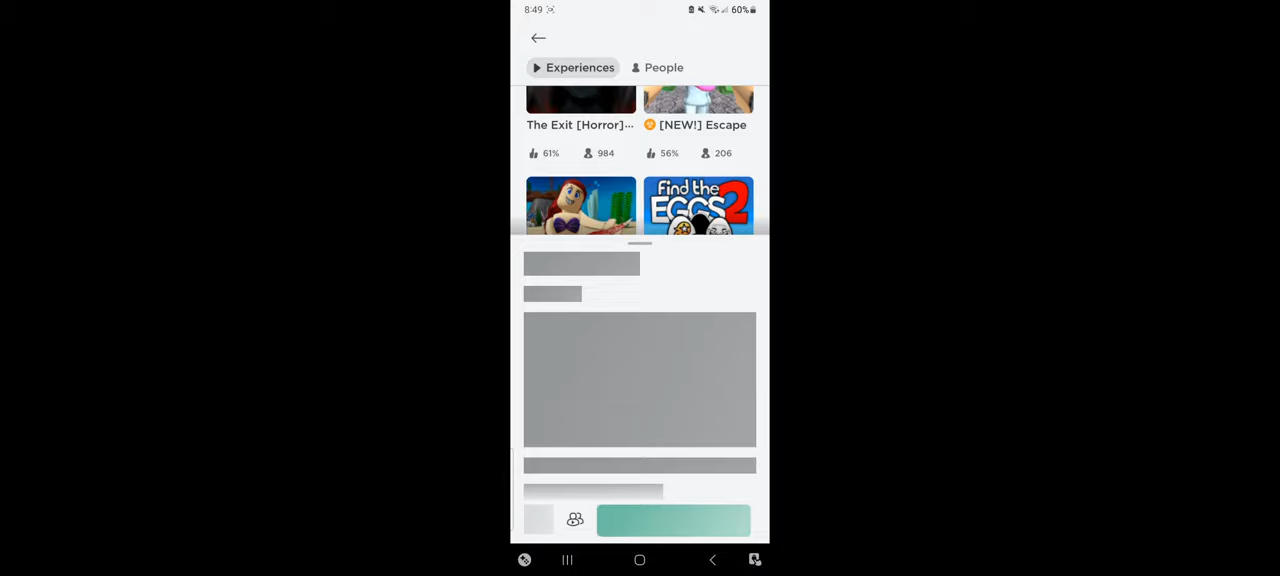 8:49 60%
Experiences People
The Exit [Horror]... [NEW!] Escape
61% 984 56% 206
Find the
EGGS 2